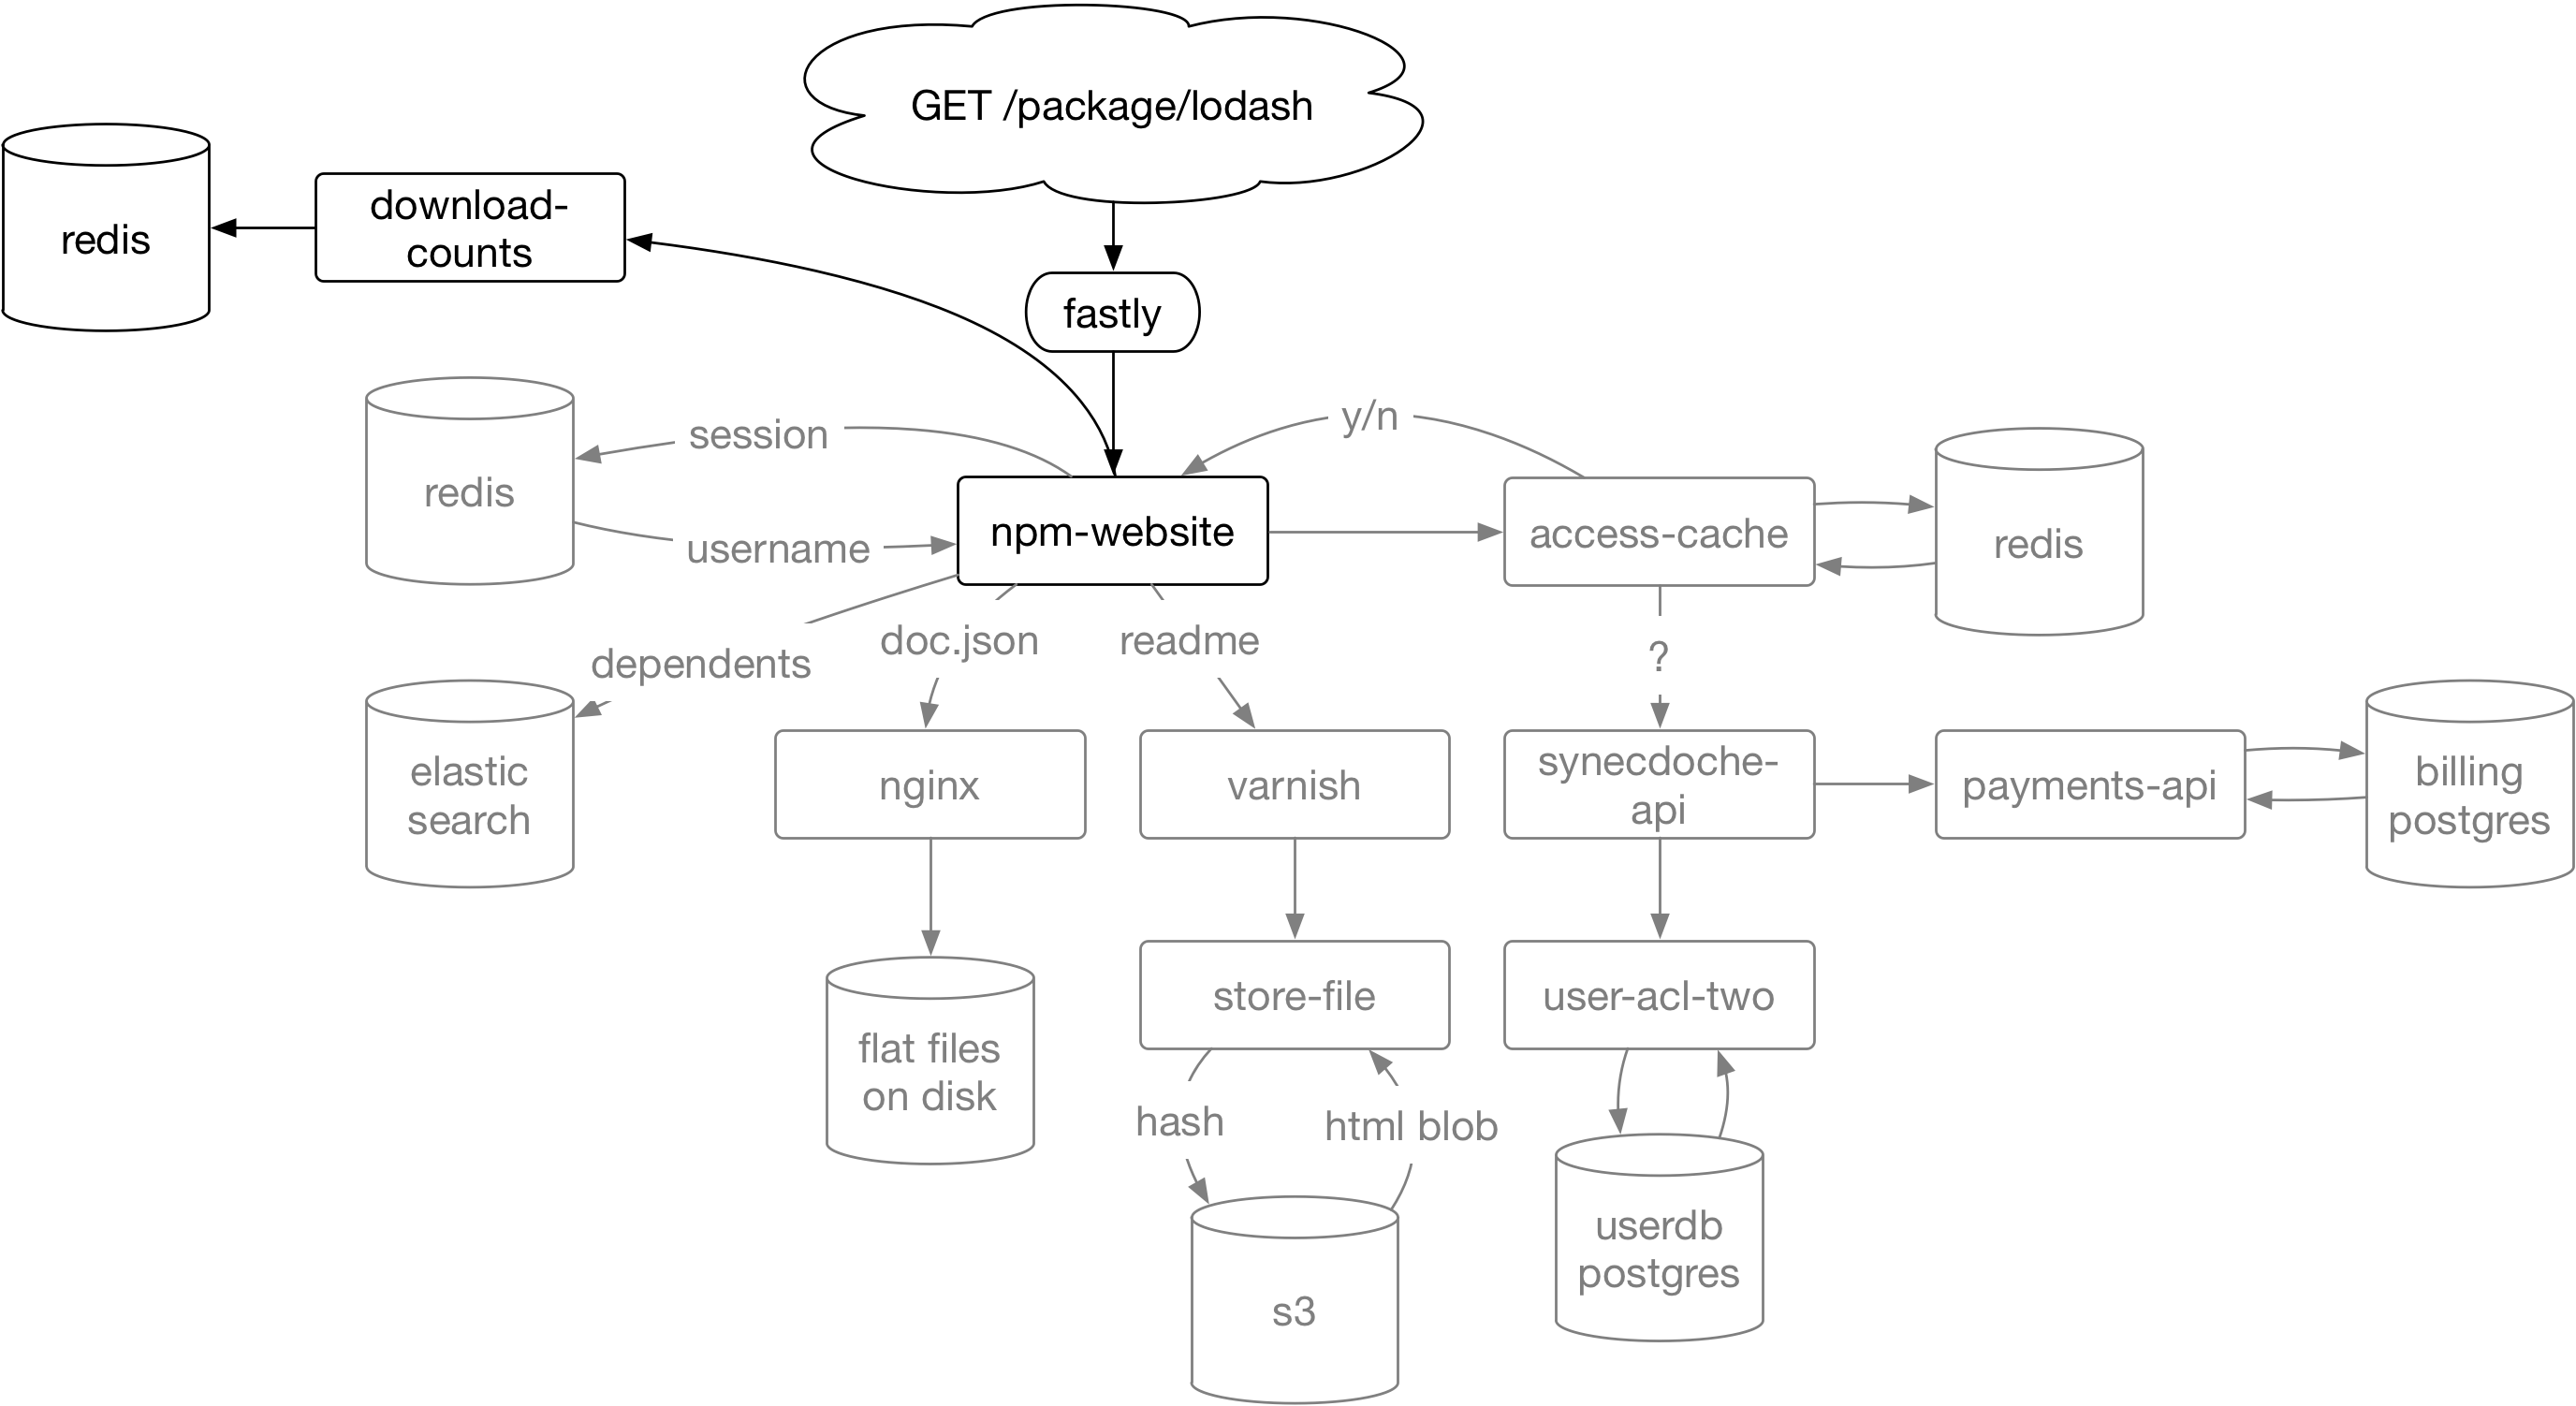 GET /package/lodash
redis
download-
counts
fastly
session
y/n
redis
username
npm-website
access-cache
redis
dependents
doc.json
readme
?
elastic
search
nginx
varnish
synecdoche-
api
payments-api
billing
postgres
flat files
on disk
store-file
user-acl-two
hash
html blob
userdb
postgres
s3